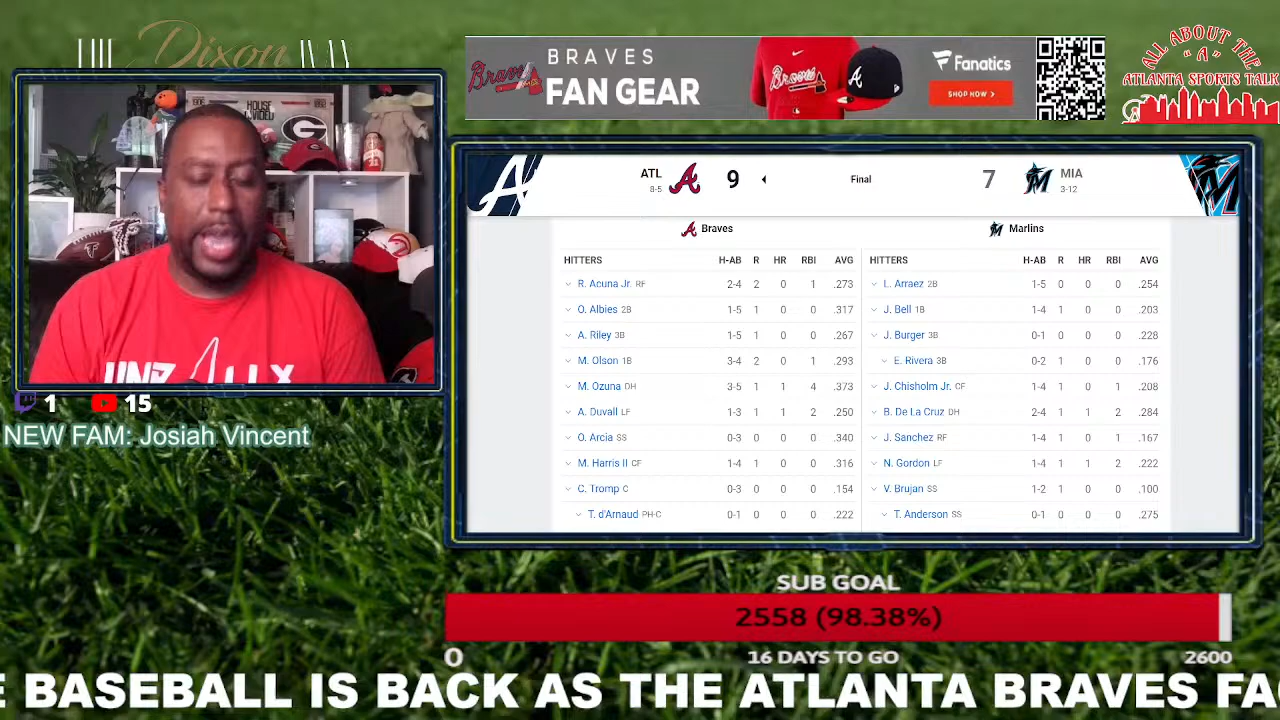 Dixon
BRAVES
FAN GEAR
Braves
Fanatics
SHOP NOW >
ALL ABOUT THE
"A"
ATLANTA SPORTS TALK
HOUSE
DIVIDED
ATL
8-5
9
Final
7
MIA
3-12
Braves
Marlins
HITTERS H-AB R HR RBI AVG
R. Acuna Jr. RF 2-4 2 0 1 .273
O. Albies 2B 1-5 1 0 0 .317
A. Riley 3B 1-5 1 0 0 .267
M. Olson 1B 3-4 2 0 1 .293
M. Ozuna DH 3-5 1 1 4 .373
A. Duvall LF 1-3 1 1 2 .250
O. Arcia SS 0-3 0 0 0 .340
M. Harris II CF 1-4 1 0 0 .316
C. Tromp C 0-3 0 0 0 .154
T. d'Arnaud PH-C 0-1 0 0 0 .222
HITTERS H-AB R HR RBI AVG
L. Arraez 2B 1-5 0 0 0 .254
J. Bell 1B 1-4 1 0 0 .203
J. Burger 3B 0-1 0 0 0 .228
E. Rivera 3B 0-2 1 0 0 .176
J. Chisholm Jr. CF 1-4 1 0 1 .208
B. De La Cruz DH 2-4 1 1 2 .284
J. Sanchez RF 1-4 1 0 1 .167
N. Gordon LF 1-4 1 1 2 .222
V. Brujan SS 1-2 1 0 0 .100
T. Anderson SS 0-1 0 0 0 .275
1 15
NEW FAM: Josiah Vincent
SUB GOAL
2558 (98.38%)
0 16 DAYS TO GO 2600
E BASEBALL IS BACK AS THE ATLANTA BRAVES FA